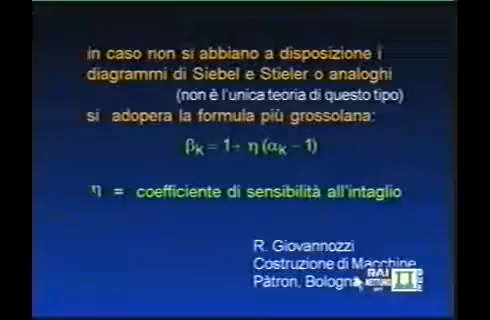 in caso non si abbiano a disposizione i
diagrammi di Siebel e Stieler o analoghi
(non è l'unica teoria di questo tipo)
si adopera la formula più grossolana:
βk = 1+ η (αk – 1)
η = coefficiente di sensibilità all'intaglio
R. Giovannozzi
Costruzione di Macchine
Pàtron, Bologna
RAI